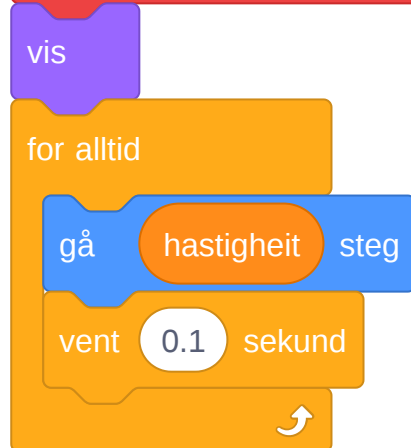 vis
for alltid
gå hastigheit steg
vent 0.1 sekund